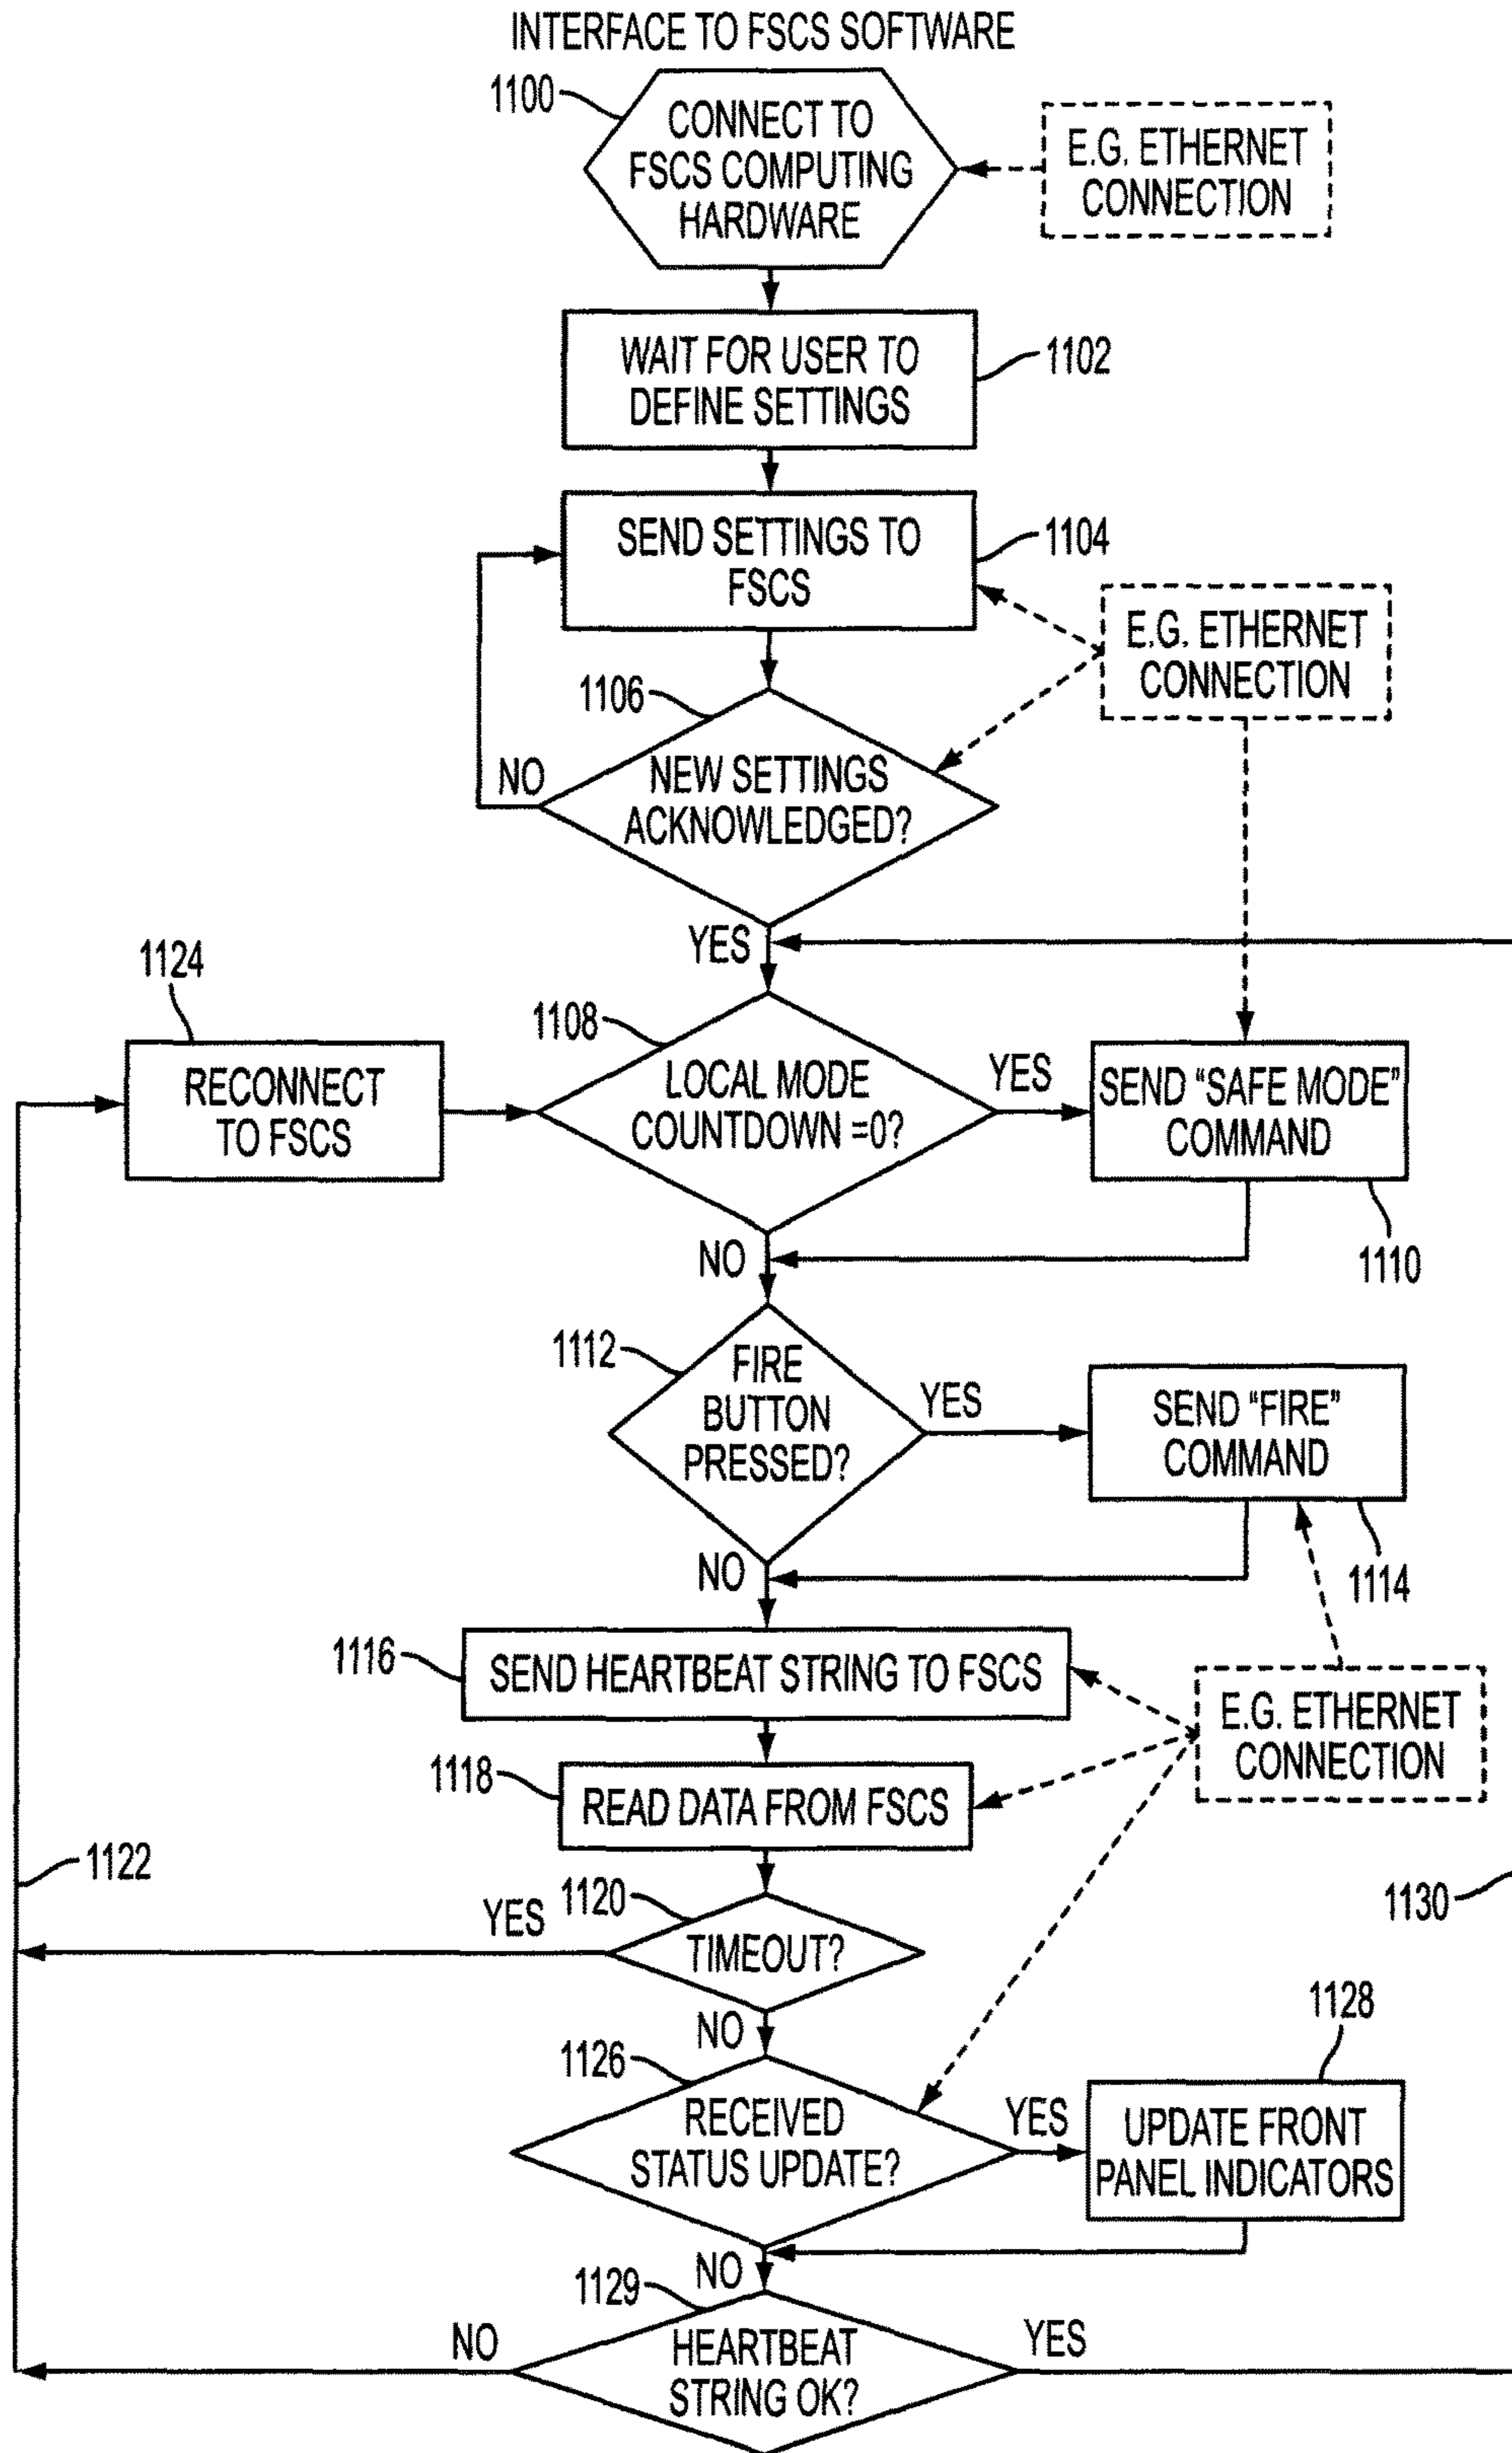 INTERFACE TO FSCS SOFTWARE
1100
CONNECT TO
FSCS COMPUTING
HARDWARE
E.G. ETHERNET
CONNECTION
WAIT FOR USER TO
DEFINE SETTINGS
1102
SEND SETTINGS TO
FSCS
1104
E.G. ETHERNET
CONNECTION
1106
NEW SETTINGS
ACKNOWLEDGED?
NO
YES
1124
RECONNECT
TO FSCS
1108
LOCAL MODE
COUNTDOWN =0?
YES
SEND “SAFE MODE”
COMMAND
1110
NO
1112
FIRE
BUTTON
PRESSED?
YES
SEND “FIRE”
COMMAND
1114
NO
1116
SEND HEARTBEAT STRING TO FSCS
E.G. ETHERNET
CONNECTION
1118
READ DATA FROM FSCS
1122
1120
YES
TIMEOUT?
1130
NO
1126
RECEIVED
STATUS UPDATE?
YES
1128
UPDATE FRONT
PANEL INDICATORS
NO
1129
HEARTBEAT
STRING OK?
NO
YES